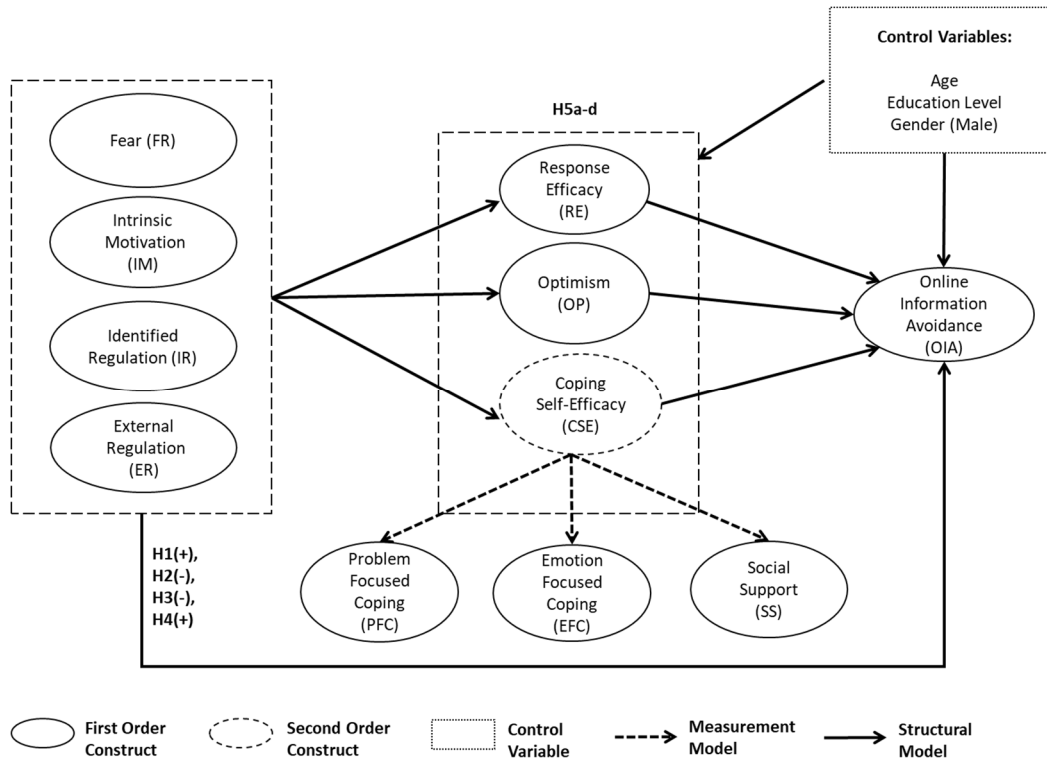 Control Variables:
Age
Education Level
Gender (Male)
H5a-d
Fear (FR)
Intrinsic
Motivation
(IM)
Identified
Regulation (IR)
External
Regulation
(ER)
Response
Efficacy
(RE)
Optimism
(OP)
Coping
Self-Efficacy
(CSE)
Online
Information
Avoidance
(OIA)
H1(+),
H2(-),
H3(-),
H4(+)
Problem
Focused
Coping
(PFC)
Emotion
Focused
Coping
(EFC)
Social
Support
(SS)
First Order
Construct
Second Order
Construct
Control
Variable
Measurement
Model
Structural
Model